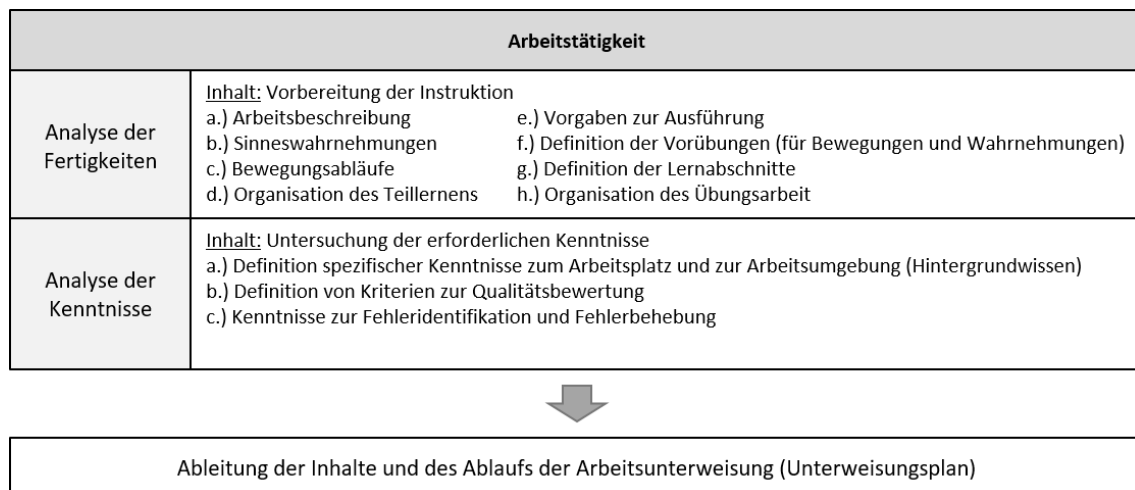 Arbeitstätigkeit
Analyse der
Fertigkeiten
Inhalt: Vorbereitung der Instruktion
a.) Arbeitsbeschreibung
b.) Sinneswahrnehmungen
c.) Bewegungsabläufe
d.) Organisation des Teillernens
e.) Vorgaben zur Ausführung
f.) Definition der Vorübungen (für Bewegungen und Wahrnehmungen)
g.) Definition der Lernabschnitte
h.) Organisation des Übungsarbeit
Analyse der
Kenntnisse
Inhalt: Untersuchung der erforderlichen Kenntnisse
a.) Definition spezifischer Kenntnisse zum Arbeitsplatz und zur Arbeitsumgebung (Hintergrundwissen)
b.) Definition von Kriterien zur Qualitätsbewertung
c.) Kenntnisse zur Fehleridentifikation und Fehlerbehebung
Ableitung der Inhalte und des Ablaufs der Arbeitsunterweisung (Unterweisungsplan)